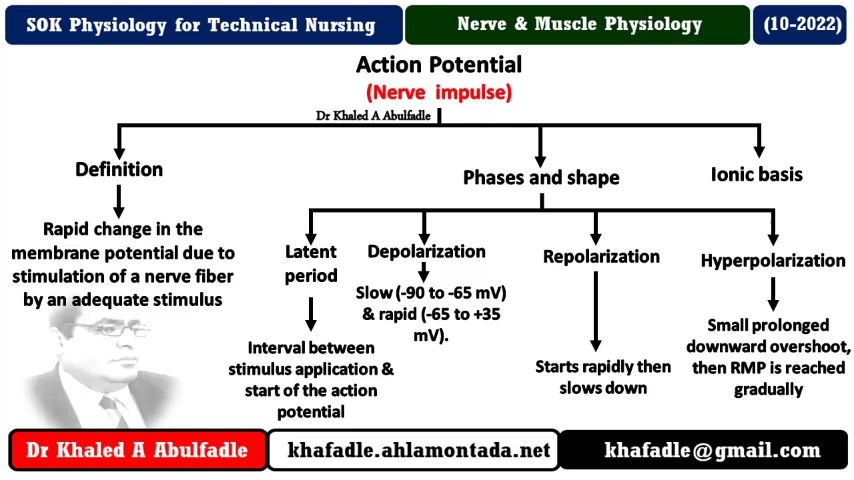 SOK Physiology for Technical Nursing
Nerve & Muscle Physiology
(10-2022)
Action Potential
(Nerve impulse)
Dr Khaled A Abulfadle
Definition
Rapid change in the
membrane potential due to
stimulation of a nerve fiber
by an adequate stimulus
Phases and shape
Latent
period
Interval between
stimulus application &
start of the action
potential
Depolarization
Slow (-90 to -65 mV)
& rapid (-65 to +35
mV).
Repolarization
Starts rapidly then
slows down
Hyperpolarization
Small prolonged
downward overshoot,
then RMP is reached
gradually
Ionic basis
Dr Khaled A Abulfadle
khafadle.ahlamontada.net
khafadle@gmail.com